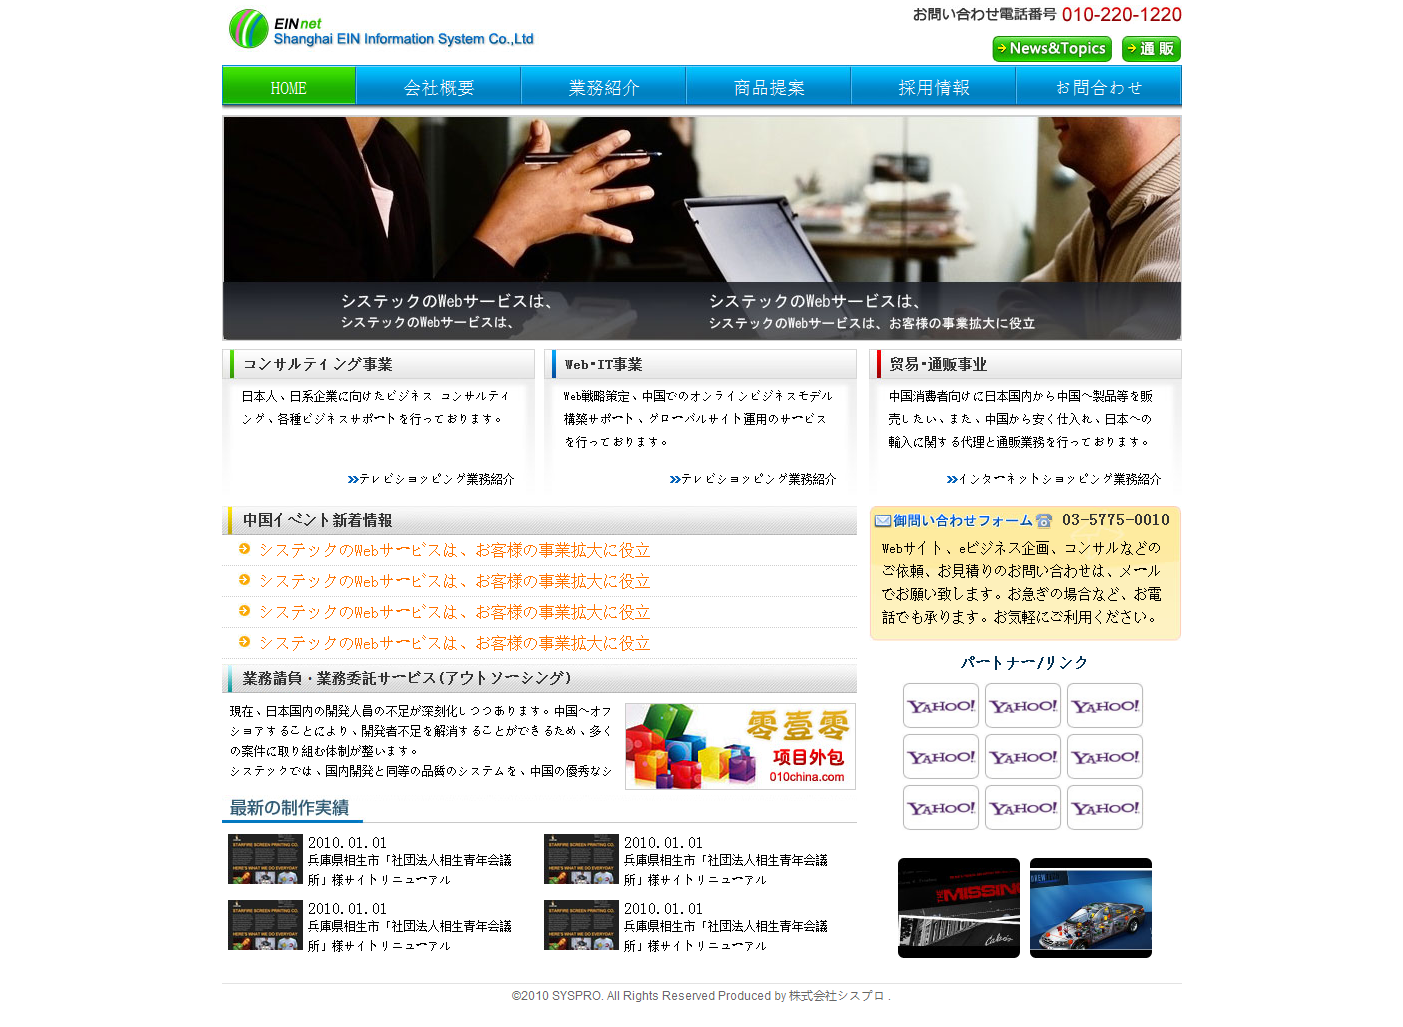 EINnet
Shanghai EIN Information System Co.,Ltd
お問い合わせ電話番号 010-220-1220
News&Topics
通 販
HOME
会社概要
業務紹介
商品提案
採用情報
お問合わせ
システックのWebサービスは、
システックのWebサービスは、
システックのWebサービスは、
システックのWebサービスは、お客様の事業拡大に役立
コンサルティング事業
日本人、日系企業に向けたビジネス コンサルティ
ング、各種ビジネスサポートを行っております。
テレビショッピング業務紹介
Web・IT事業
Web戦略策定、中国でのオンラインビジネスモデル
構築サポート、グローバルサイト運用のサービス
を行っております。
テレビショッピング業務紹介
贸易・通販事业
中国消費者向けに日本国内から中国へ製品等を販
売したい、また、中国から安く仕入れ、日本への
輸入に関する代理と通販業務を行っております。
インターネットショッピング業務紹介
中国イベント新着情報
システックのWebサービスは、お客様の事業拡大に役立
システックのWebサービスは、お客様の事業拡大に役立
システックのWebサービスは、お客様の事業拡大に役立
システックのWebサービスは、お客様の事業拡大に役立
御問い合わせフォーム 03-5775-0010
Webサイト、eビジネス企画、コンサルなどの
ご依頼、お見積りのお問い合わせは、メール
でお願い致します。お急ぎの場合など、お電
話でも承ります。お気軽にご利用ください。
業務請負・業務委託サービス(アウトソーシング)
現在、日本国内の開発人員の不足が深刻化しつつあります。中国へオフ
ショアすることにより、開発者不足を解消することができるため、多く
の案件に取り組む体制が整います。
システックでは、国内開発と同等の品質のシステムを、中国の優秀なシ
零壹零
项目外包
010china.com
パートナー/リンク
YAHOO!
YAHOO!
YAHOO!
YAHOO!
YAHOO!
YAHOO!
YAHOO!
YAHOO!
YAHOO!
最新の制作実績
STARFIRE SCREEN PRINTING CO.
HERE'S WHAT WE DO EVERYDAY
2010.01.01
兵庫県相生市「社団法人相生青年会議
所」様サイトリニューアル
STARFIRE SCREEN PRINTING CO.
HERE'S WHAT WE DO EVERYDAY
2010.01.01
兵庫県相生市「社団法人相生青年会議
所」様サイトリニューアル
STARFIRE SCREEN PRINTING CO.
HERE'S WHAT WE DO EVERYDAY
2010.01.01
兵庫県相生市「社団法人相生青年会議
所」様サイトリニューアル
STARFIRE SCREEN PRINTING CO.
HERE'S WHAT WE DO EVERYDAY
2010.01.01
兵庫県相生市「社団法人相生青年会議
所」様サイトリニューアル
MISSING
©2010 SYSPRO. All Rights Reserved Produced by 株式会社シスプロ .